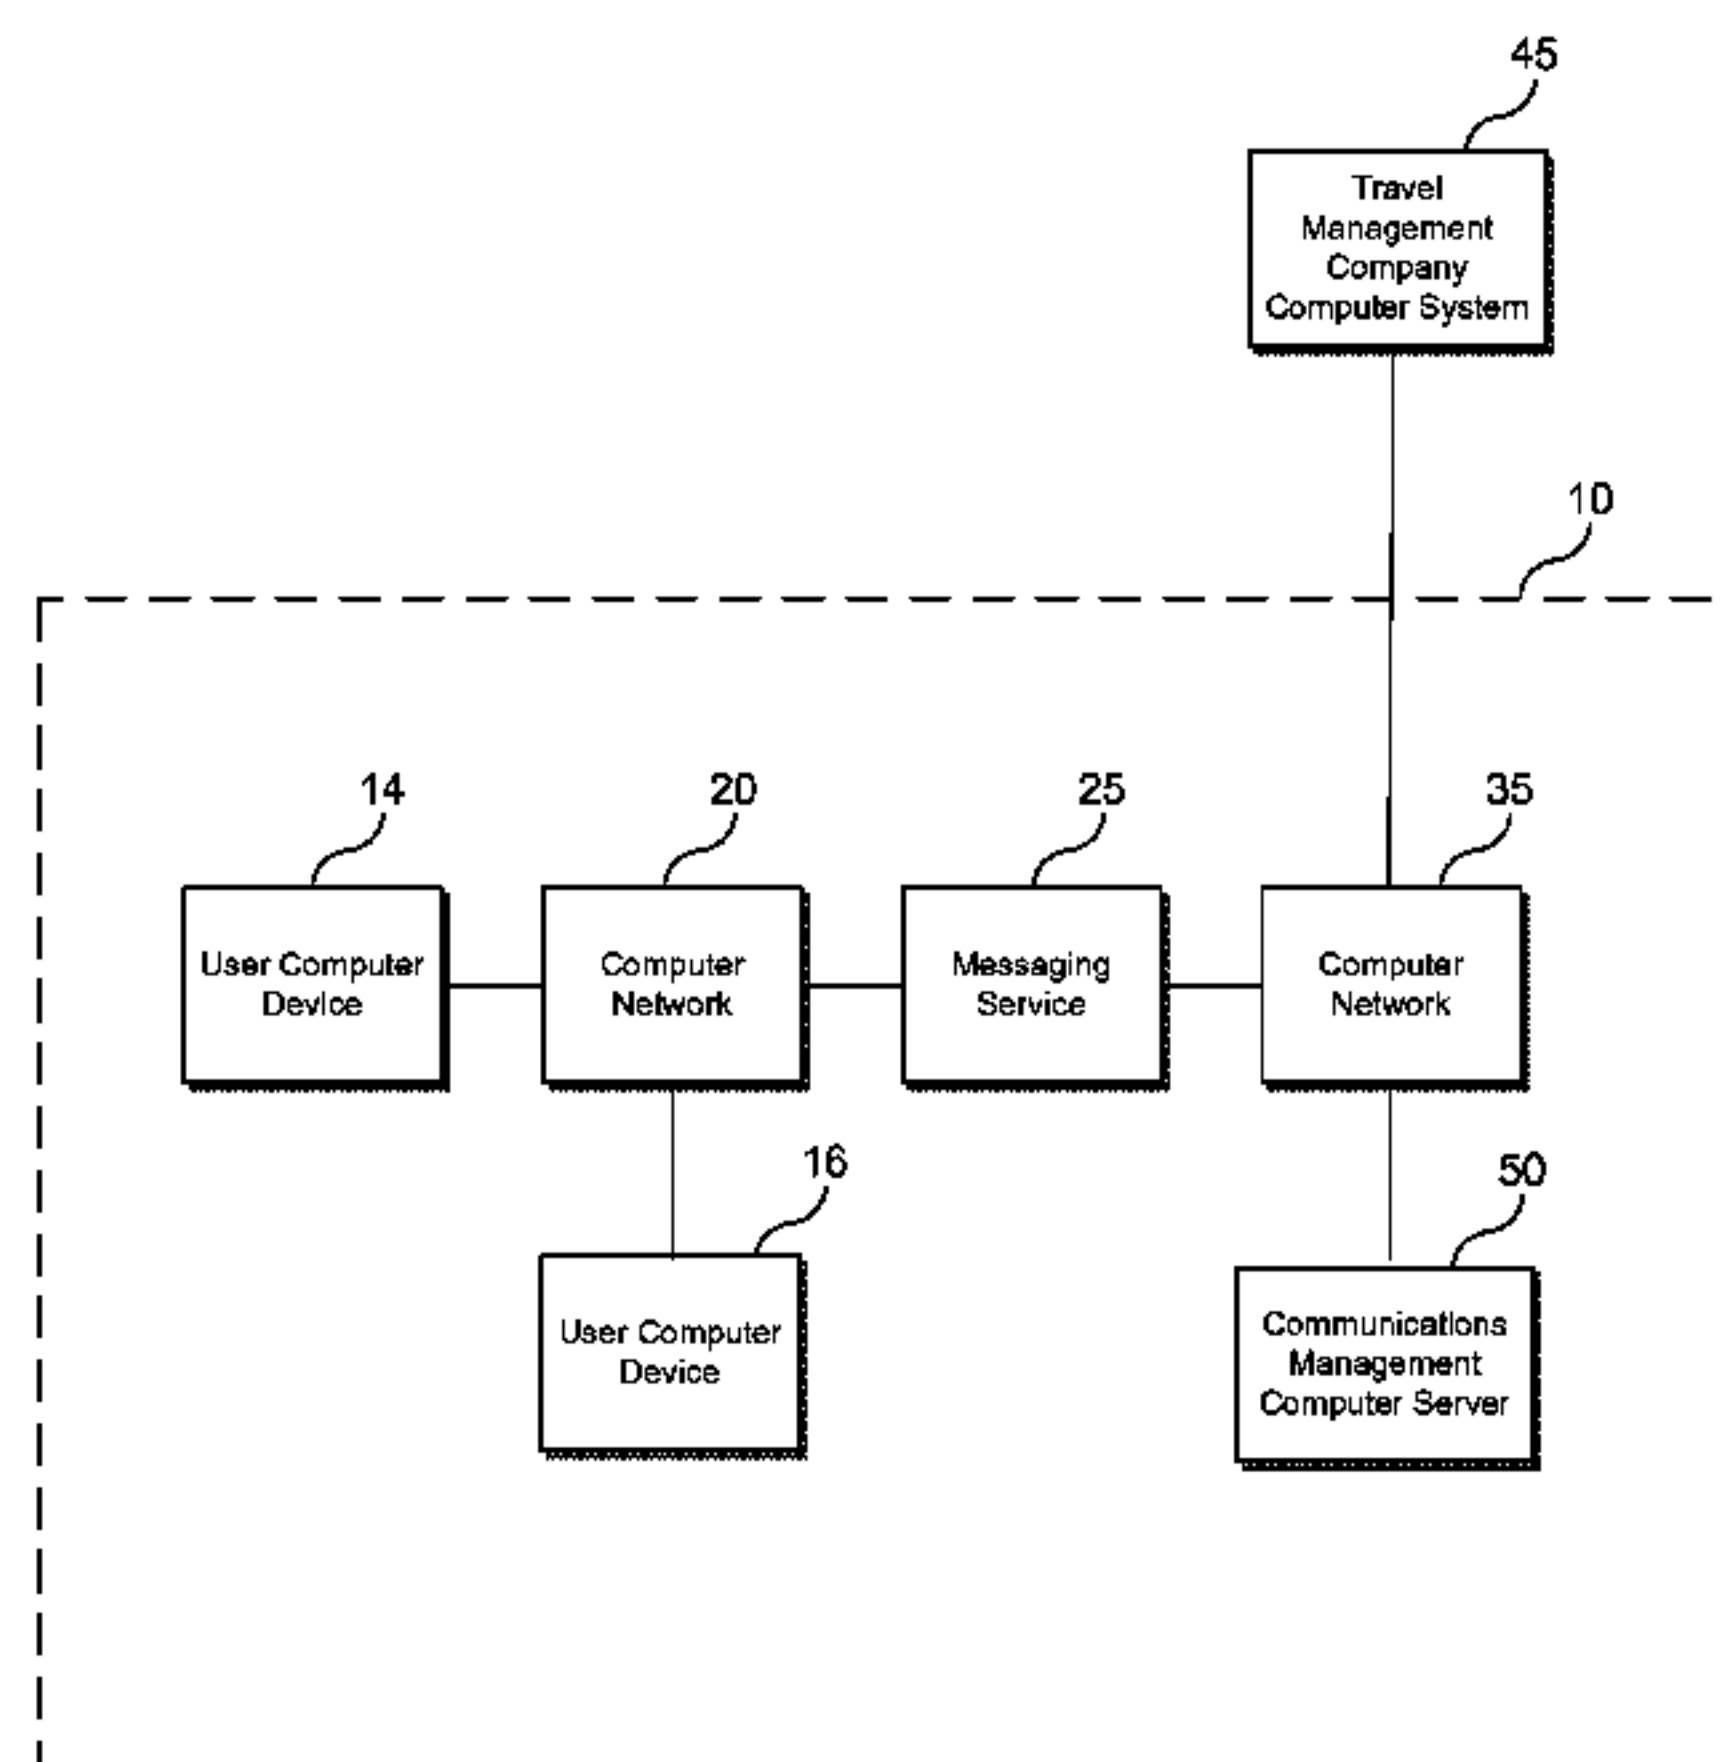 45
Travel
Management
Company
Computer System
10
14
20
25
35
User Computer
Device
Computer
Network
Messaging
Service
Computer
Network
16
50
User Computer
Device
Communications
Management
Computer Server